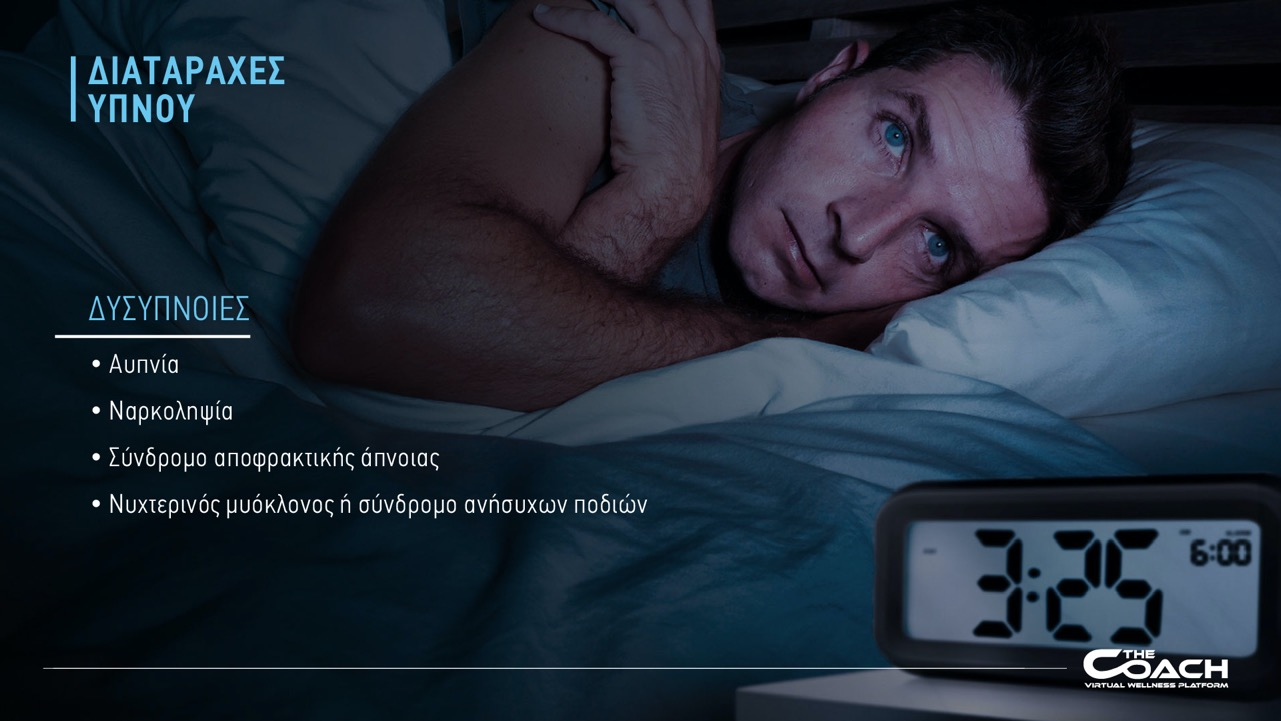 ΔΙΑΤΑΡΑΧΕΣ
ΥΠΝΟΥ
ΔΥΣΥΠΝΟΙΕΣ
• Αυπνία
• Ναρκοληψία
• Σύνδρομο αποφρακτικής άπνοιας
• Νυχτερινός μυόκλονος ή σύνδρομο ανήσυχων ποδιών
6:00
3:25
THE
COACH
VIRTUAL WELLNESS PLATFORM